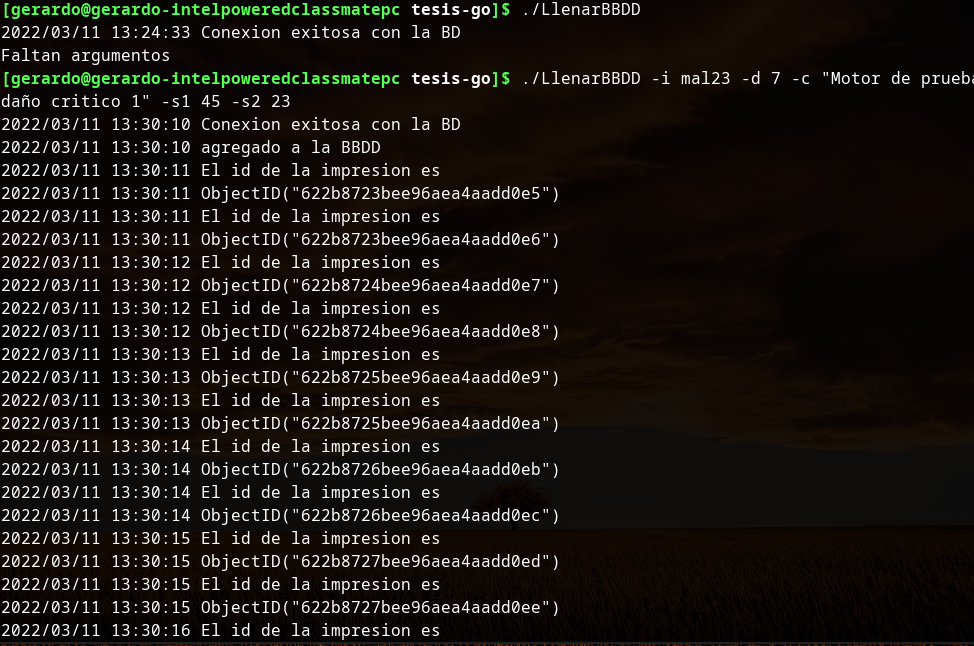 [gerardo@gerardo-intelpoweredclassmatepc tesis-go]$ ./LlenarBBDD
2022/03/11 13:24:33 Conexion exitosa con la BD
Faltan argumentos
[gerardo@gerardo-intelpoweredclassmatepc tesis-go]$ ./LlenarBBDD -i mal23 -d 7 -c "Motor de prueba
daño critico 1" -s1 45 -s2 23
2022/03/11 13:30:10 Conexion exitosa con la BD
2022/03/11 13:30:10 agregado a la BBDD
2022/03/11 13:30:11 El id de la impresion es
2022/03/11 13:30:11 ObjectID("622b8723bee96aea4aadd0e5")
2022/03/11 13:30:11 El id de la impresion es
2022/03/11 13:30:11 ObjectID("622b8723bee96aea4aadd0e6")
2022/03/11 13:30:12 El id de la impresion es
2022/03/11 13:30:12 ObjectID("622b8724bee96aea4aadd0e7")
2022/03/11 13:30:12 El id de la impresion es
2022/03/11 13:30:12 ObjectID("622b8724bee96aea4aadd0e8")
2022/03/11 13:30:13 El id de la impresion es
2022/03/11 13:30:13 ObjectID("622b8725bee96aea4aadd0e9")
2022/03/11 13:30:13 El id de la impresion es
2022/03/11 13:30:13 ObjectID("622b8725bee96aea4aadd0ea")
2022/03/11 13:30:14 El id de la impresion es
2022/03/11 13:30:14 ObjectID("622b8726bee96aea4aadd0eb")
2022/03/11 13:30:14 El id de la impresion es
2022/03/11 13:30:14 ObjectID("622b8726bee96aea4aadd0ec")
2022/03/11 13:30:15 El id de la impresion es
2022/03/11 13:30:15 ObjectID("622b8727bee96aea4aadd0ed")
2022/03/11 13:30:15 El id de la impresion es
2022/03/11 13:30:15 ObjectID("622b8727bee96aea4aadd0ee")
2022/03/11 13:30:16 El id de la impresion es